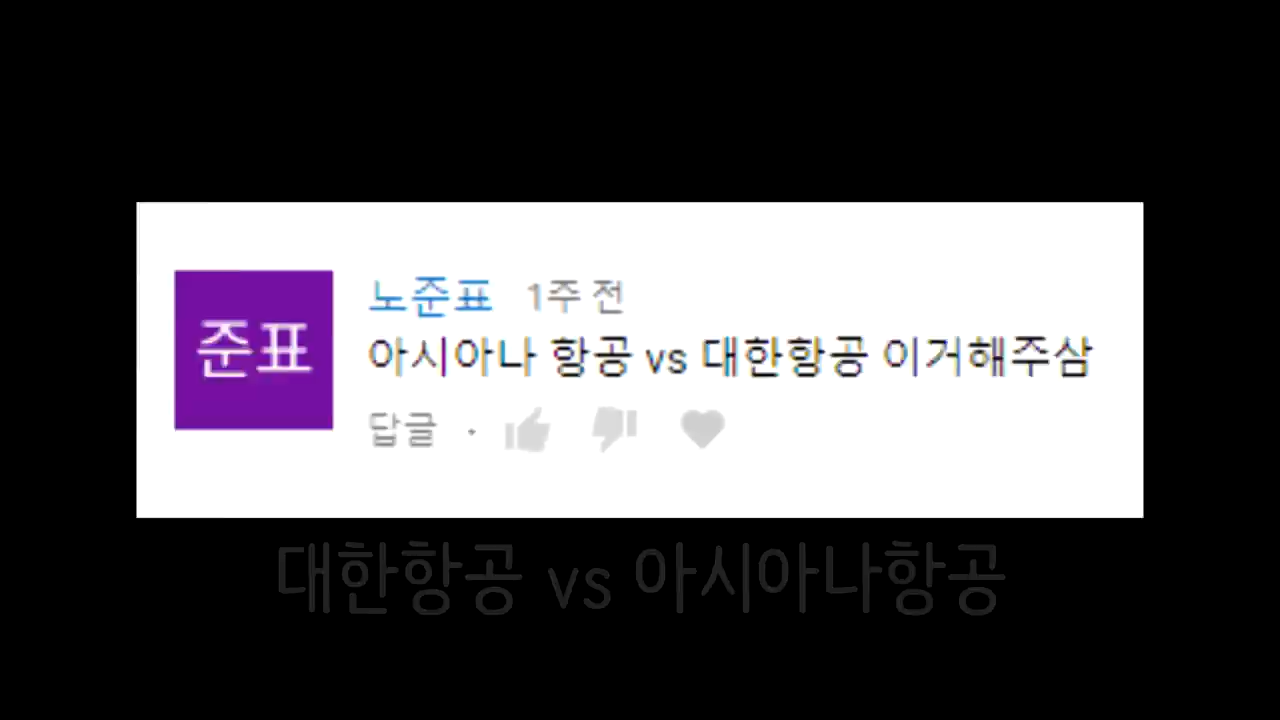 준표
노준표 1주 전
아시아나 항공 vs 대한항공 이거해주삼
답글 ·
대한항공 vs 아시아나항공